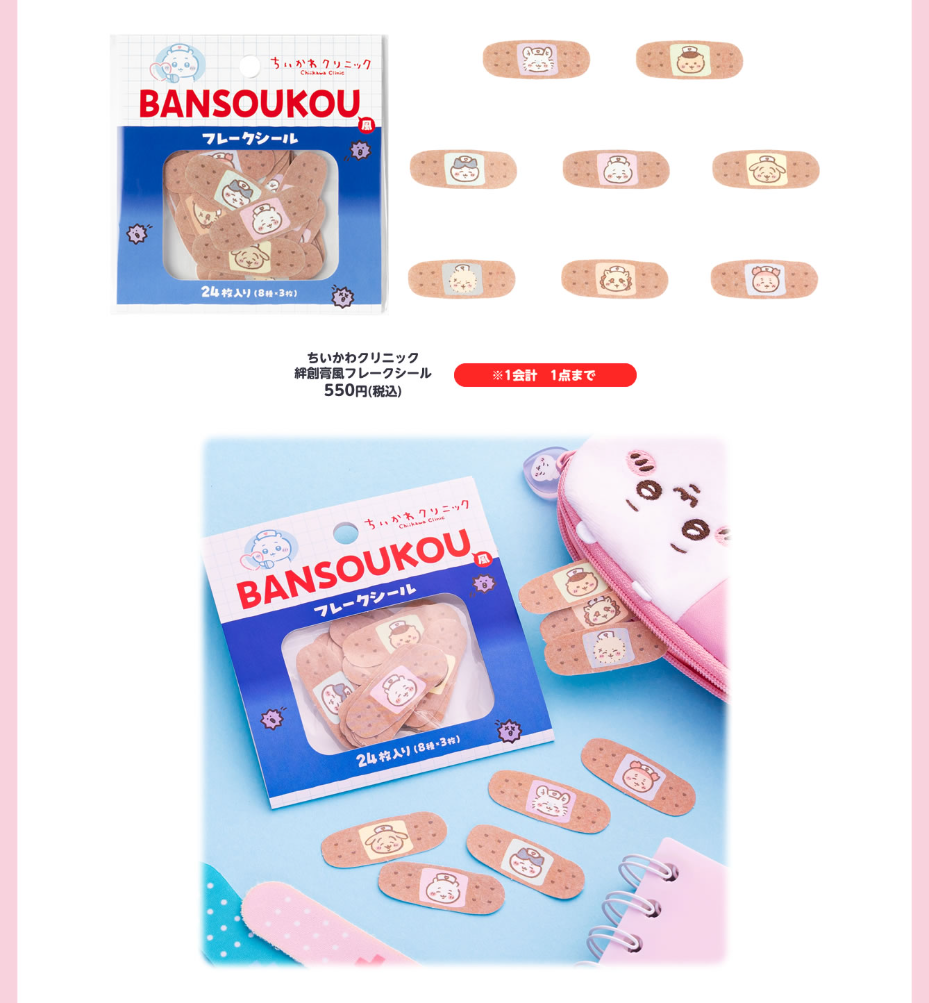 ちいかわクリニック
Chiikawa Clinic
BANSOUKOU
風
フレークシール
24枚入り(8種×3枚)
ちいかわクリニック
絆創膏風フレークシール
550円(税込)
※1会計 1点まで
ちいかわクリニック
Chiikawa Clinic
BANSOUKOU
風
フレークシール
24枚入り(8種×3枚)